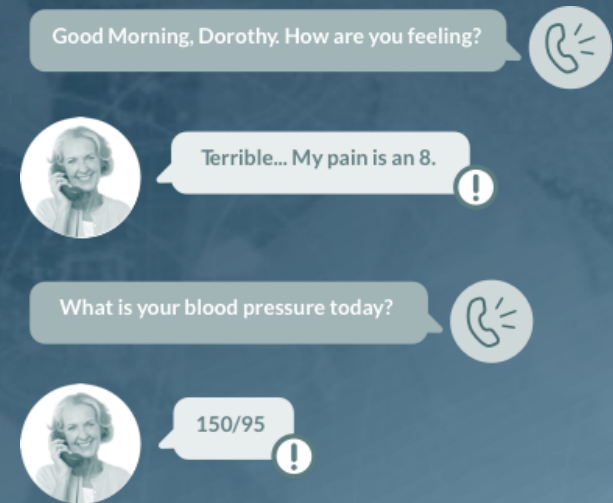 Good Morning, Dorothy. How are you feeling?
Terrible... My pain is an 8.
!
What is your blood pressure today?
150/95
!